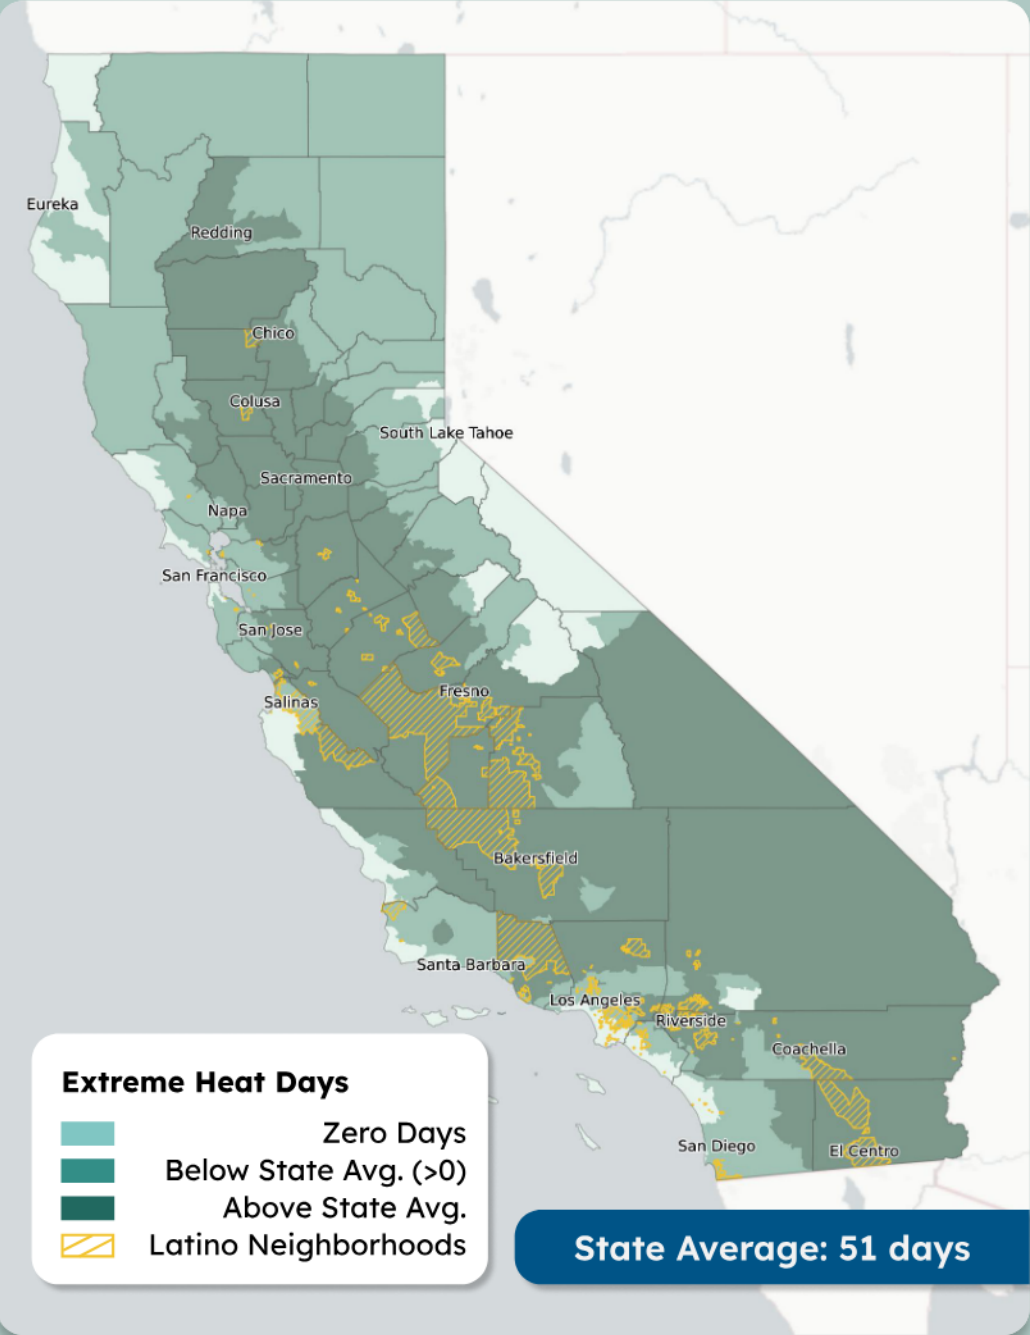 Eureka
Redding
Chico
Colusa
South Lake Tahoe
Sacramento
Napa
San Francisco
San Jose
Fresno
Salinas
Bakersfield
Santa Barbara
Los Angeles
Riverside
Coachella
San Diego
El Centro
Extreme Heat Days
Zero Days
Below State Avg. (>0)
Above State Avg.
Latino Neighborhoods
State Average: 51 days